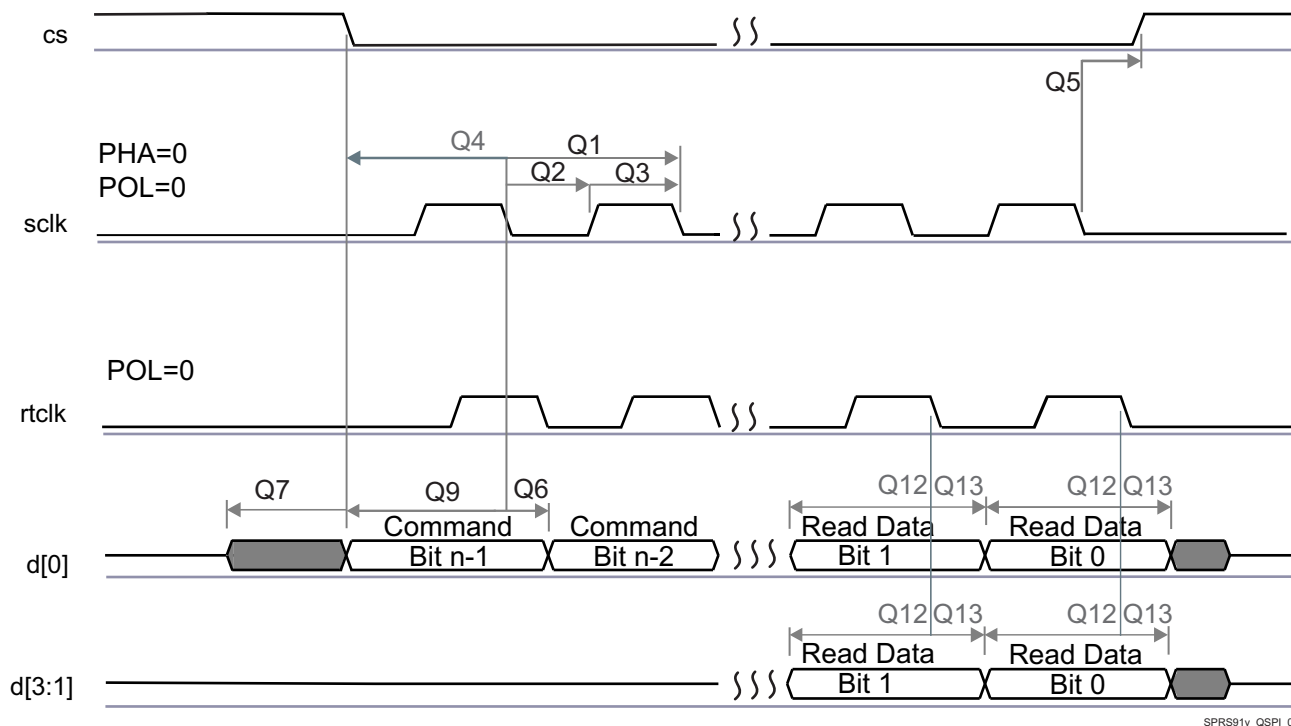 cs
Q5
PHA=0
Q4
Q1
POL=0
Q2
Q3
sclk
POL=0
rtclk
Q7
Q9
Q6
Q12
Q13
Q12
Q13
Command
Command
Read Data
Read Data
d[0]
Bit n-1
Bit n-2
Bit 1
Bit 0
Q12
Q13
Q12
Q13
Read Data
Read Data
d[3:1]
Bit 1
Bit 0